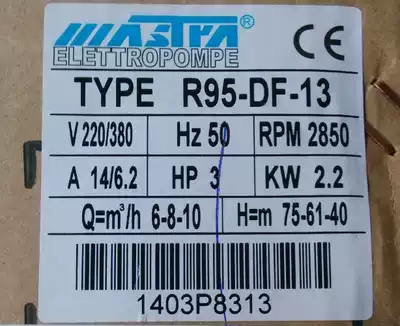 MASTRA®
ELETTROPOMPE
CE
TYPE R95-DF-13
V 220/380 Hz 50 RPM 2850
A 14/6.2 HP 3 KW 2.2
Q=m³/h 6-8-10 H=m 75-61-40
1403P8313